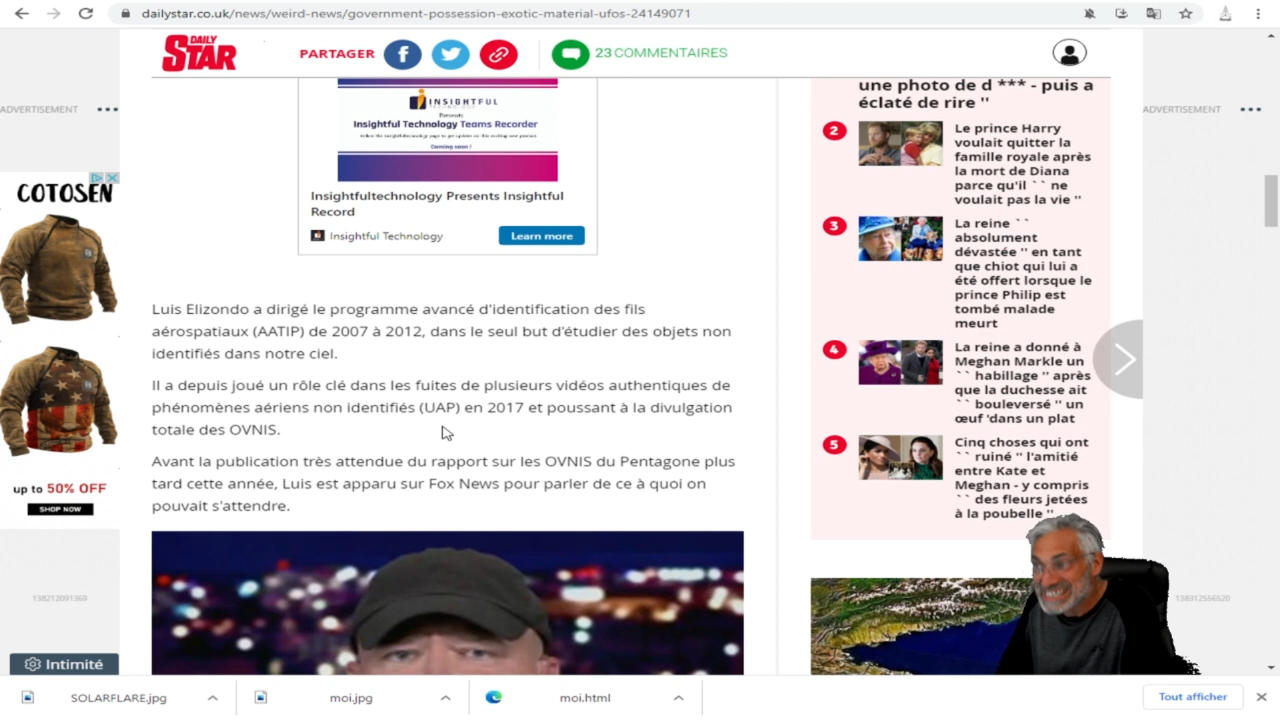 dailystar.co.uk/news/weird-news/government-possession-exotic-material-ufos-24149071
DAILY
STAR
PARTAGER
23 COMMENTAIRES
ADVERTISEMENT
ADVERTISEMENT
COTOSEN
up to 50% OFF
SHOP NOW
138212091369
Intimité
INSIGHTFUL
Presents
Insightful Technology Teams Recorder
Coming soon !
Insightfultechnology Presents Insightful
Record
Insightful Technology
Learn more
Luis Elizondo a dirigé le programme avancé d'identification des fils
aérospatiaux (AATIP) de 2007 à 2012, dans le seul but d'étudier des objets non
identifiés dans notre ciel.
Il a depuis joué un rôle clé dans les fuites de plusieurs vidéos authentiques de
phénomènes aériens non identifiés (UAP) en 2017 et poussant à la divulgation
totale des OVNIS.
Avant la publication très attendue du rapport sur les OVNIS du Pentagone plus
tard cette année, Luis est apparu sur Fox News pour parler de ce à quoi on
pouvait s'attendre.
une photo de d *** - puis a
éclaté de rire ''
2
Le prince Harry
voulait quitter la
famille royale après
la mort de Diana
parce qu'il `` ne
voulait pas la vie ''
3
La reine ``
absolument
dévastée '' en tant
que chiot qui lui a
été offert lorsque le
prince Philip est
tombé malade
meurt
4
La reine a donné à
Meghan Markle un
`` habillage '' après
que la duchesse ait
`` bouleversé '' un
œuf 'dans un plat
5
Cinq choses qui ont
`` ruiné '' l'amitié
entre Kate et
Meghan - y compris
`` des fleurs jetées
à la poubelle ''
138312556520
SOLARFLARE.jpg
moi.jpg
moi.html
Tout afficher